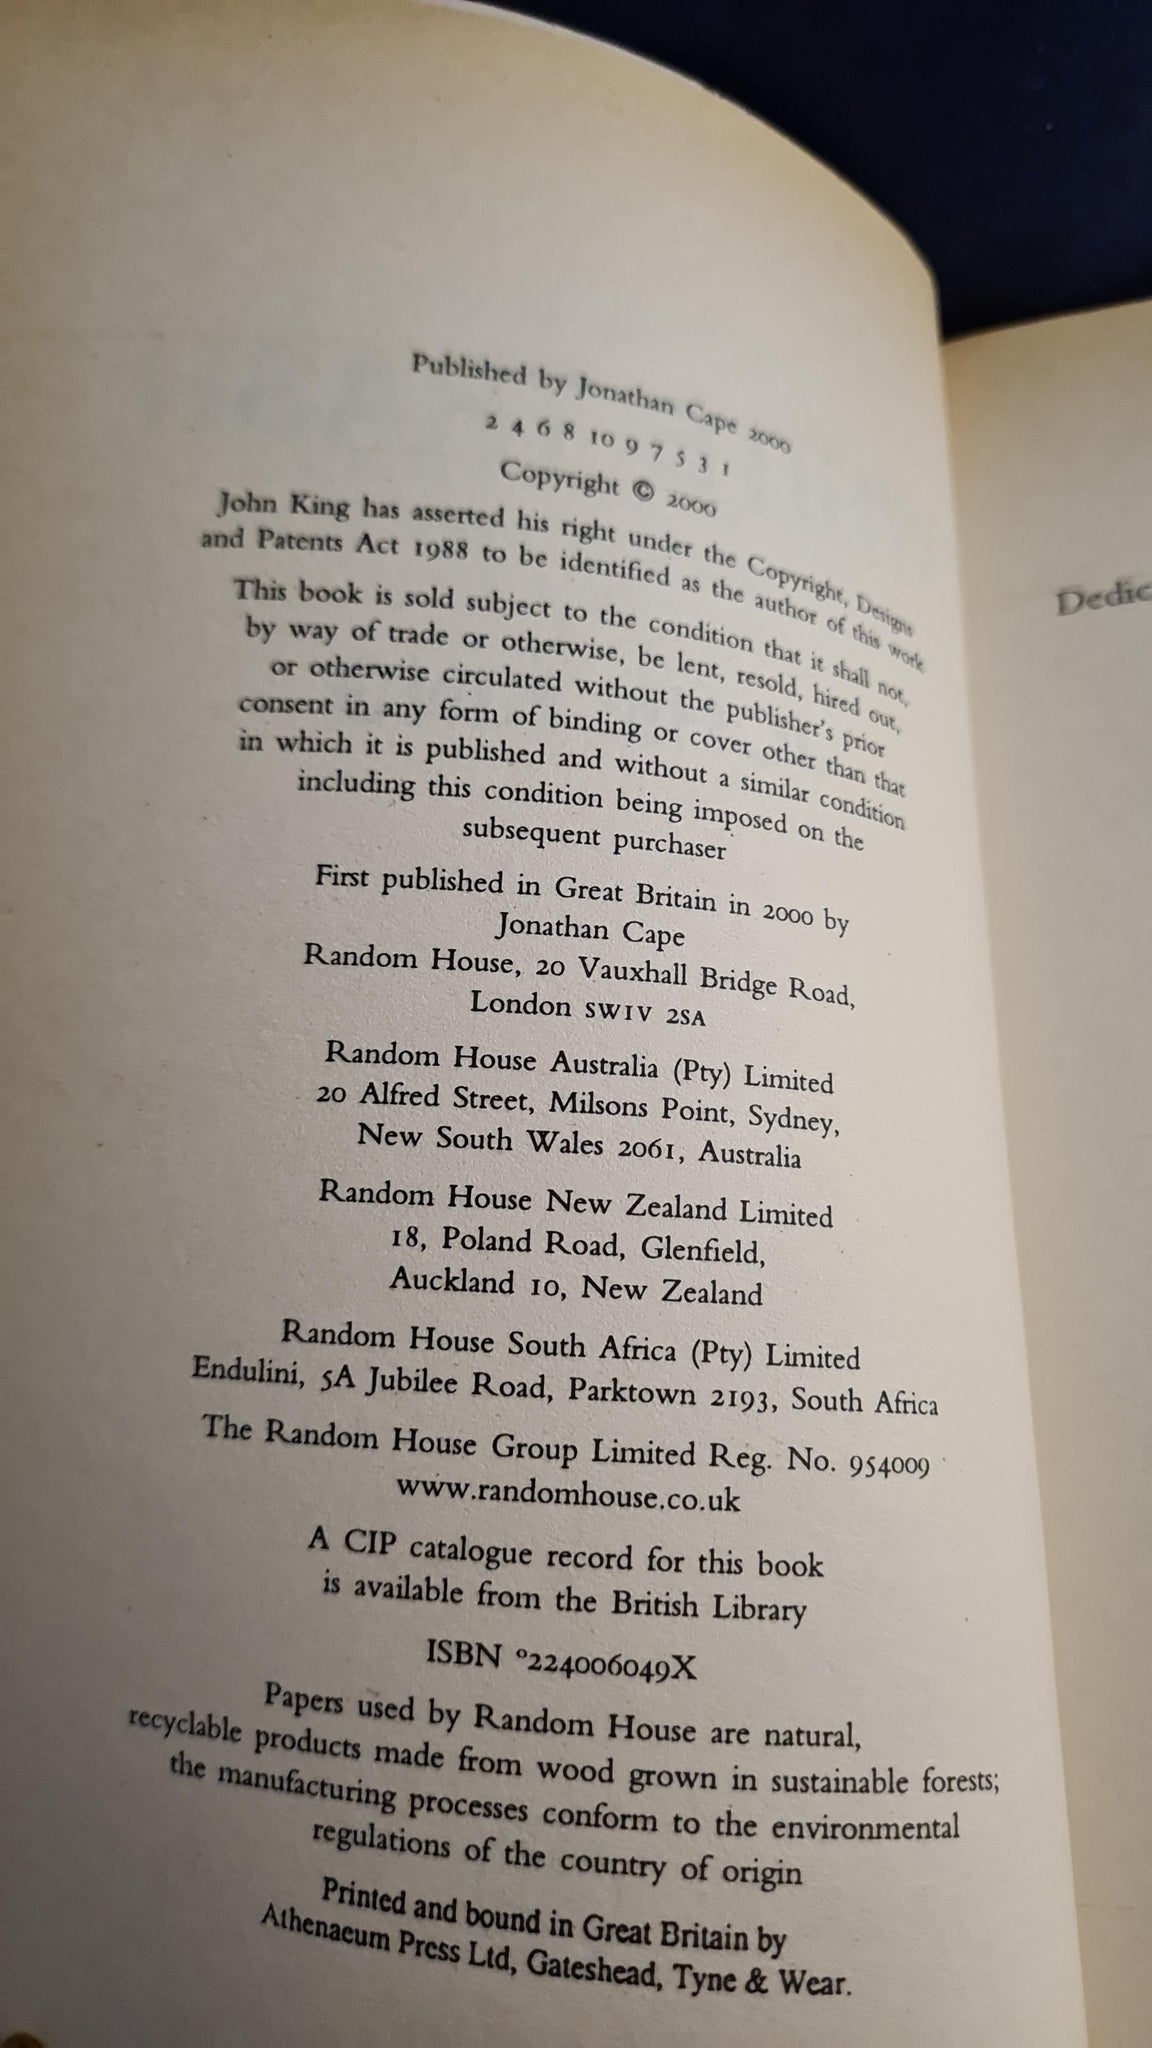 Published by Jonathan Cape 2000
2 4 6 8 10 9 7 5 3 1
Copyright © 2000
John King has asserted his right under the Copyright, Designs
and Patents Act 1988 to be identified as the author of this work
This book is sold subject to the condition that it shall not,
by way of trade or otherwise, be lent, resold, hired out,
or otherwise circulated without the publisher's prior
consent in any form of binding or cover other than that
in which it is published and without a similar condition
including this condition being imposed on the
subsequent purchaser
First published in Great Britain in 2000 by
Jonathan Cape
Random House, 20 Vauxhall Bridge Road,
London SW1V 2SA
Random House Australia (Pty) Limited
20 Alfred Street, Milsons Point, Sydney,
New South Wales 2061, Australia
Random House New Zealand Limited
18, Poland Road, Glenfield,
Auckland 10, New Zealand
Random House South Africa (Pty) Limited
Endulini, 5A Jubilee Road, Parktown 2193, South Africa
The Random House Group Limited Reg. No. 954009
www.randomhouse.co.uk
A CIP catalogue record for this book
is available from the British Library
ISBN 0224006049X
Papers used by Random House are natural,
recyclable products made from wood grown in sustainable forests;
the manufacturing processes conform to the environmental
regulations of the country of origin
Printed and bound in Great Britain by
Athenaeum Press Ltd, Gateshead, Tyne & Wear.
Dedic